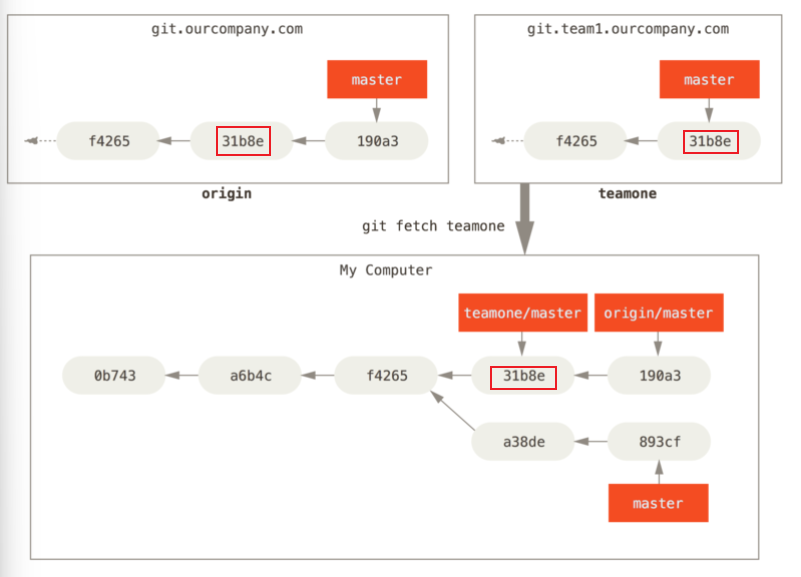 git.ourcompany.com
master
f4265
31b8e
190a3
origin
git.team1.ourcompany.com
master
f4265
31b8e
teamone
git fetch teamone
My Computer
teamone/master
origin/master
0b743
a6b4c
f4265
31b8e
190a3
a38de
893cf
master